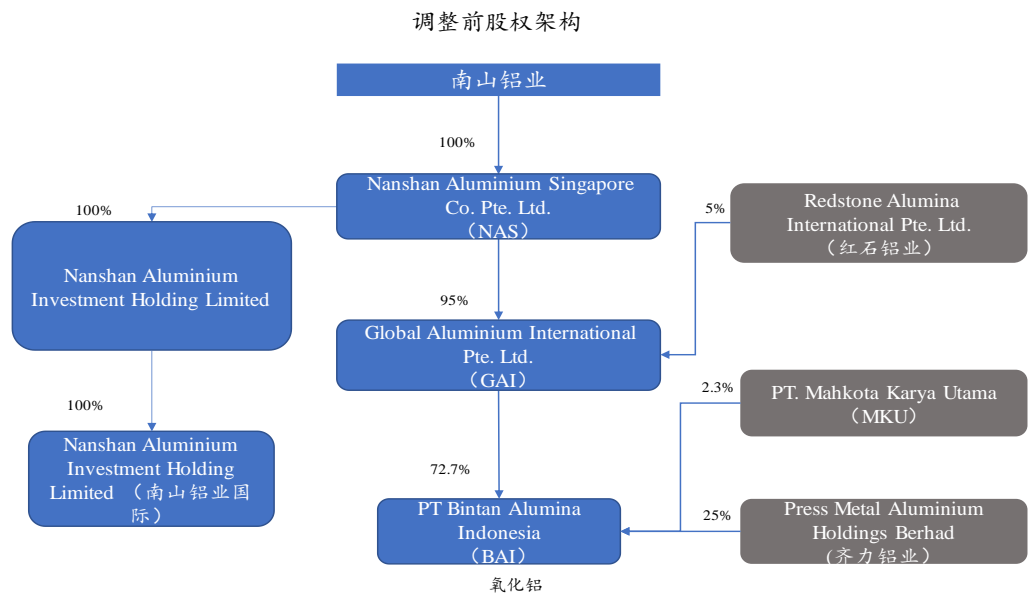 调整前股权架构
南山铝业
100%
Nanshan Aluminium Singapore
Co. Pte. Ltd.
（NAS）
100%
Nanshan Aluminium
Investment Holding Limited
5%
Redstone Alumina
International Pte. Ltd.
（红石铝业）
95%
Global Aluminium International
Pte. Ltd.
（GAI）
100%
Nanshan Aluminium
Investment Holding
Limited （南山铝业国
际）
2.3%
PT. Mahkota Karya Utama
（MKU）
72.7%
PT Bintan Alumina
Indonesia
（BAI）
25%
Press Metal Aluminium
Holdings Berhad
(齐力铝业）
氧化铝